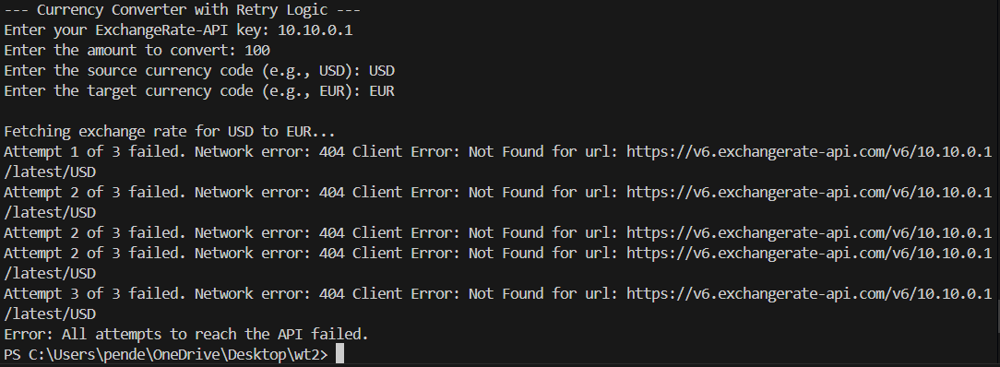 --- Currency Converter with Retry Logic ---
Enter your ExchangeRate-API key: 10.10.0.1
Enter the amount to convert: 100
Enter the source currency code (e.g., USD): USD
Enter the target currency code (e.g., EUR): EUR
Fetching exchange rate for USD to EUR...
Attempt 1 of 3 failed. Network error: 404 Client Error: Not Found for url: https://v6.exchangerate-api.com/v6/10.10.0.1
/latest/USD
Attempt 2 of 3 failed. Network error: 404 Client Error: Not Found for url: https://v6.exchangerate-api.com/v6/10.10.0.1
/latest/USD
Attempt 2 of 3 failed. Network error: 404 Client Error: Not Found for url: https://v6.exchangerate-api.com/v6/10.10.0.1
Attempt 2 of 3 failed. Network error: 404 Client Error: Not Found for url: https://v6.exchangerate-api.com/v6/10.10.0.1
/latest/USD
Attempt 3 of 3 failed. Network error: 404 Client Error: Not Found for url: https://v6.exchangerate-api.com/v6/10.10.0.1
/latest/USD
Error: All attempts to reach the API failed.
PS C:\Users\pende\OneDrive\Desktop\wt2>